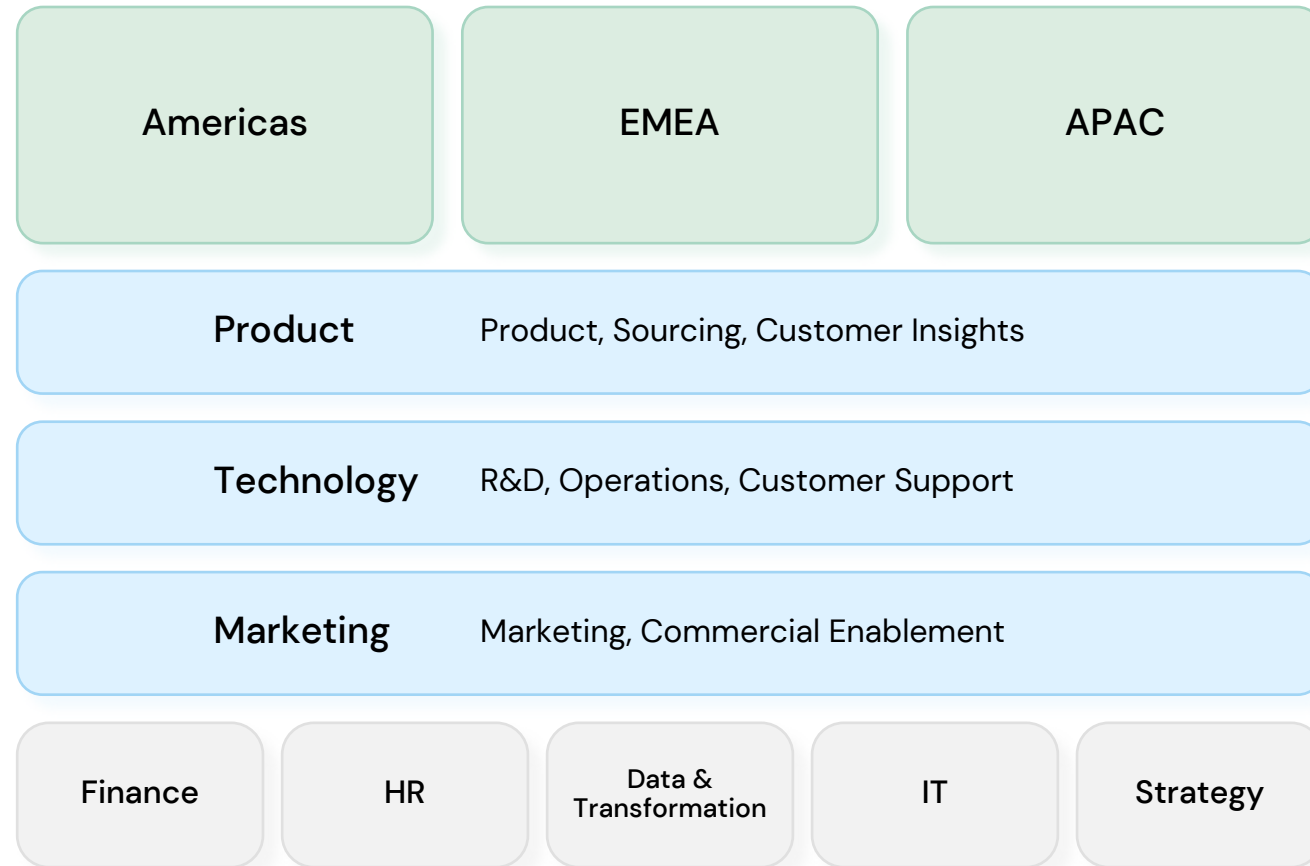 Americas
EMEA
APAC
Product
Product, Sourcing, Customer Insights
Technology
R&D, Operations, Customer Support
Marketing
Marketing, Commercial Enablement
Finance
HR
Data &
Transformation
IT
Strategy